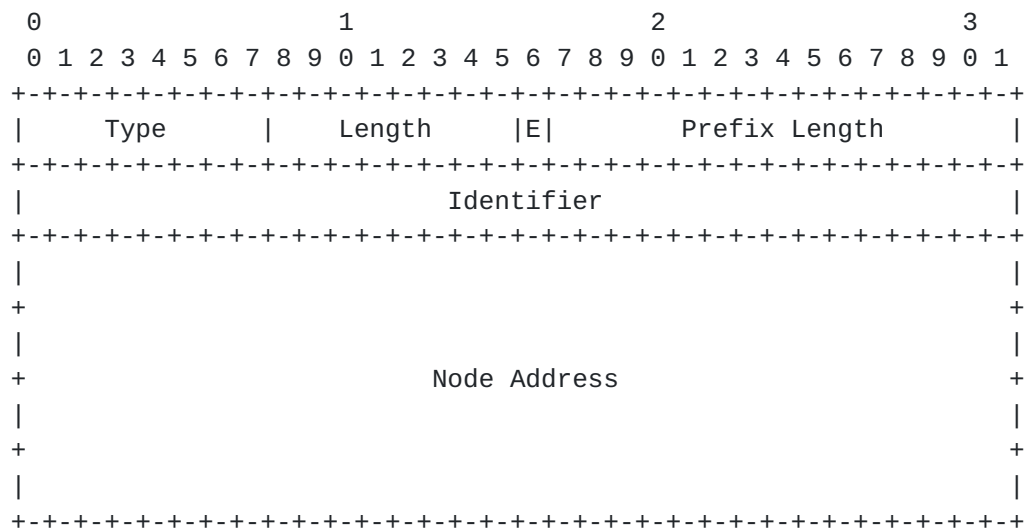 0                   1                   2                   3
 0 1 2 3 4 5 6 7 8 9 0 1 2 3 4 5 6 7 8 9 0 1 2 3 4 5 6 7 8 9 0 1
+-+-+-+-+-+-+-+-+-+-+-+-+-+-+-+-+-+-+-+-+-+-+-+-+-+-+-+-+-+-+-+-+
|     Type      |    Length     |E|        Prefix Length        |
+-+-+-+-+-+-+-+-+-+-+-+-+-+-+-+-+-+-+-+-+-+-+-+-+-+-+-+-+-+-+-+-+
|                           Identifier                          |
+-+-+-+-+-+-+-+-+-+-+-+-+-+-+-+-+-+-+-+-+-+-+-+-+-+-+-+-+-+-+-+-+
|                                                               |
+                                                               +
|                                                               |
+                          Node Address                         +
|                                                               |
+                                                               +
|                                                               |
+-+-+-+-+-+-+-+-+-+-+-+-+-+-+-+-+-+-+-+-+-+-+-+-+-+-+-+-+-+-+-+-+